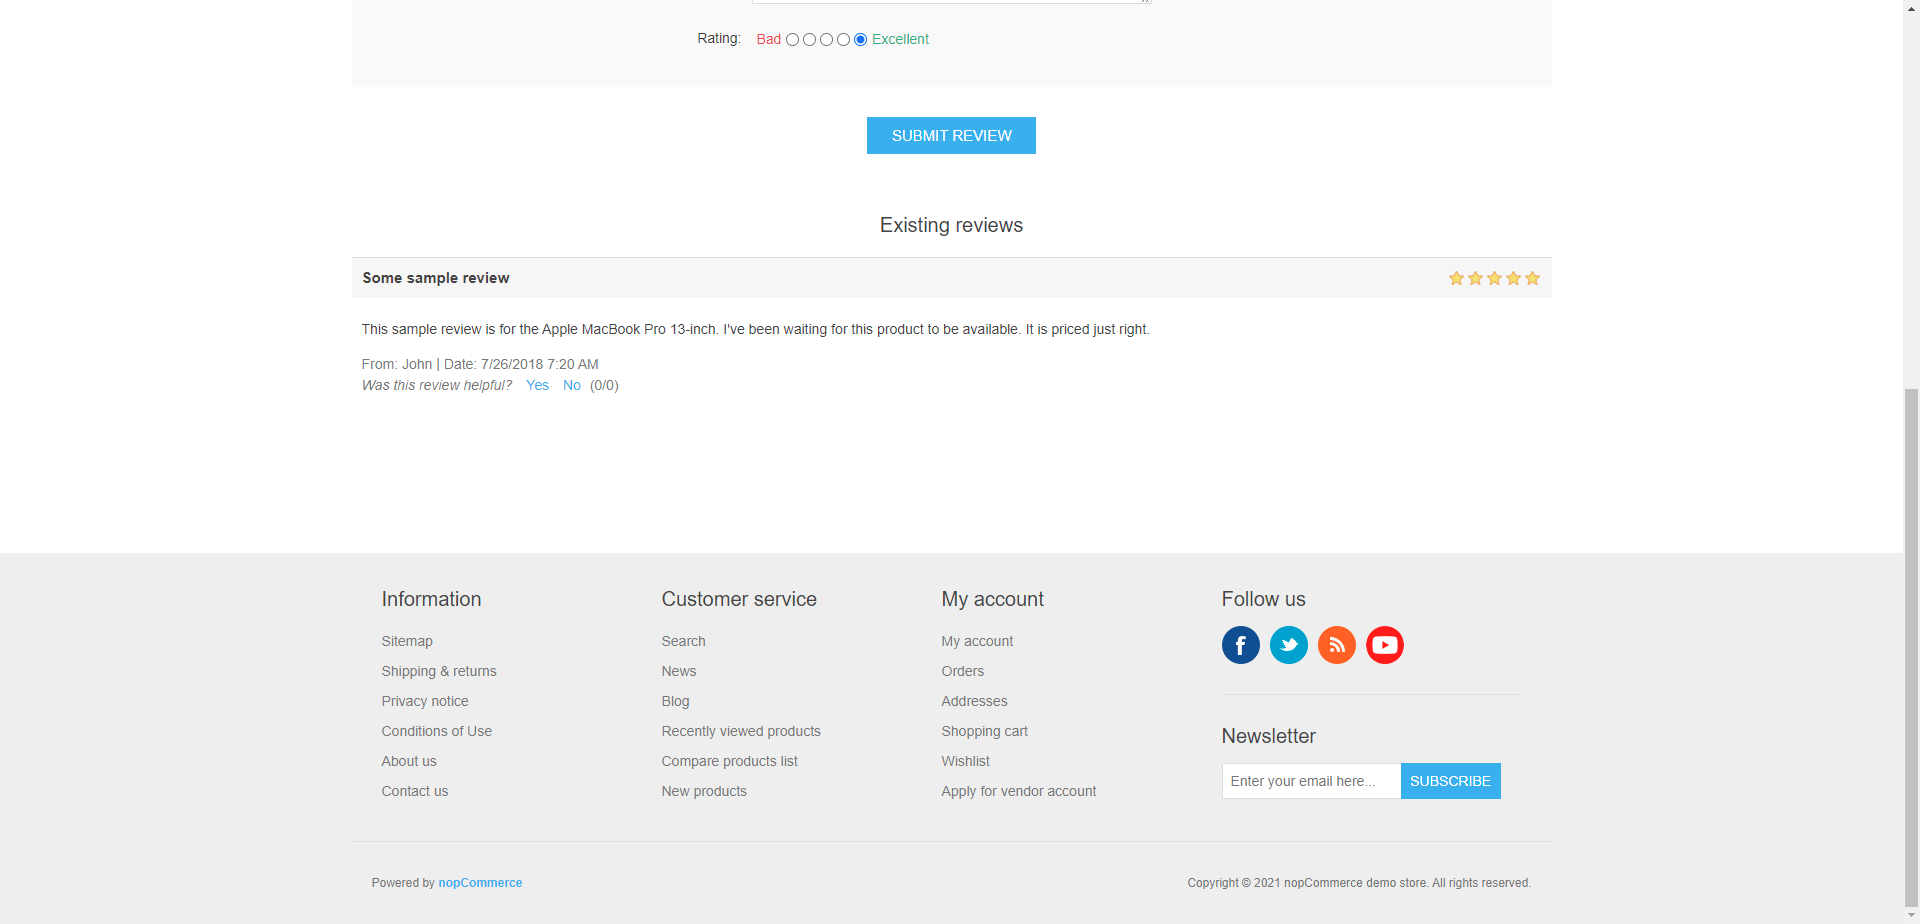 Rating: Bad Excellent
SUBMIT REVIEW
Existing reviews
Some sample review
This sample review is for the Apple MacBook Pro 13-inch. I've been waiting for this product to be available. It is priced just right.
From: John | Date: 7/26/2018 7:20 AM
Was this review helpful? Yes No (0/0)
Information
Sitemap
Shipping & returns
Privacy notice
Conditions of Use
About us
Contact us
Customer service
Search
News
Blog
Recently viewed products
Compare products list
New products
My account
My account
Orders
Addresses
Shopping cart
Wishlist
Apply for vendor account
Follow us
Newsletter
Enter your email here... SUBSCRIBE
Powered by nopCommerce
Copyright © 2021 nopCommerce demo store. All rights reserved.